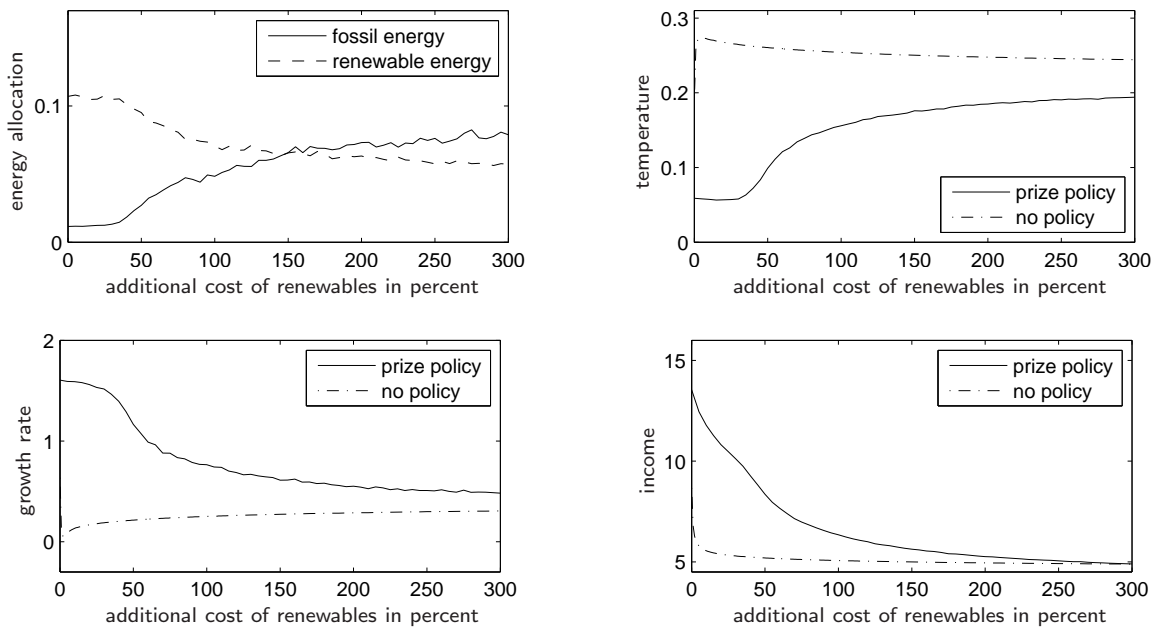 energy allocation
0.1
0
fossil energy
renewable energy
0 50 100 150 200 250 300
additional cost of renewables in percent
temperature
0.3
0.2
0.1
0
prize policy
no policy
0 50 100 150 200 250 300
additional cost of renewables in percent
growth rate
2
1
0
prize policy
no policy
0 50 100 150 200 250 300
additional cost of renewables in percent
income
15
10
5
prize policy
no policy
0 50 100 150 200 250 300
additional cost of renewables in percent